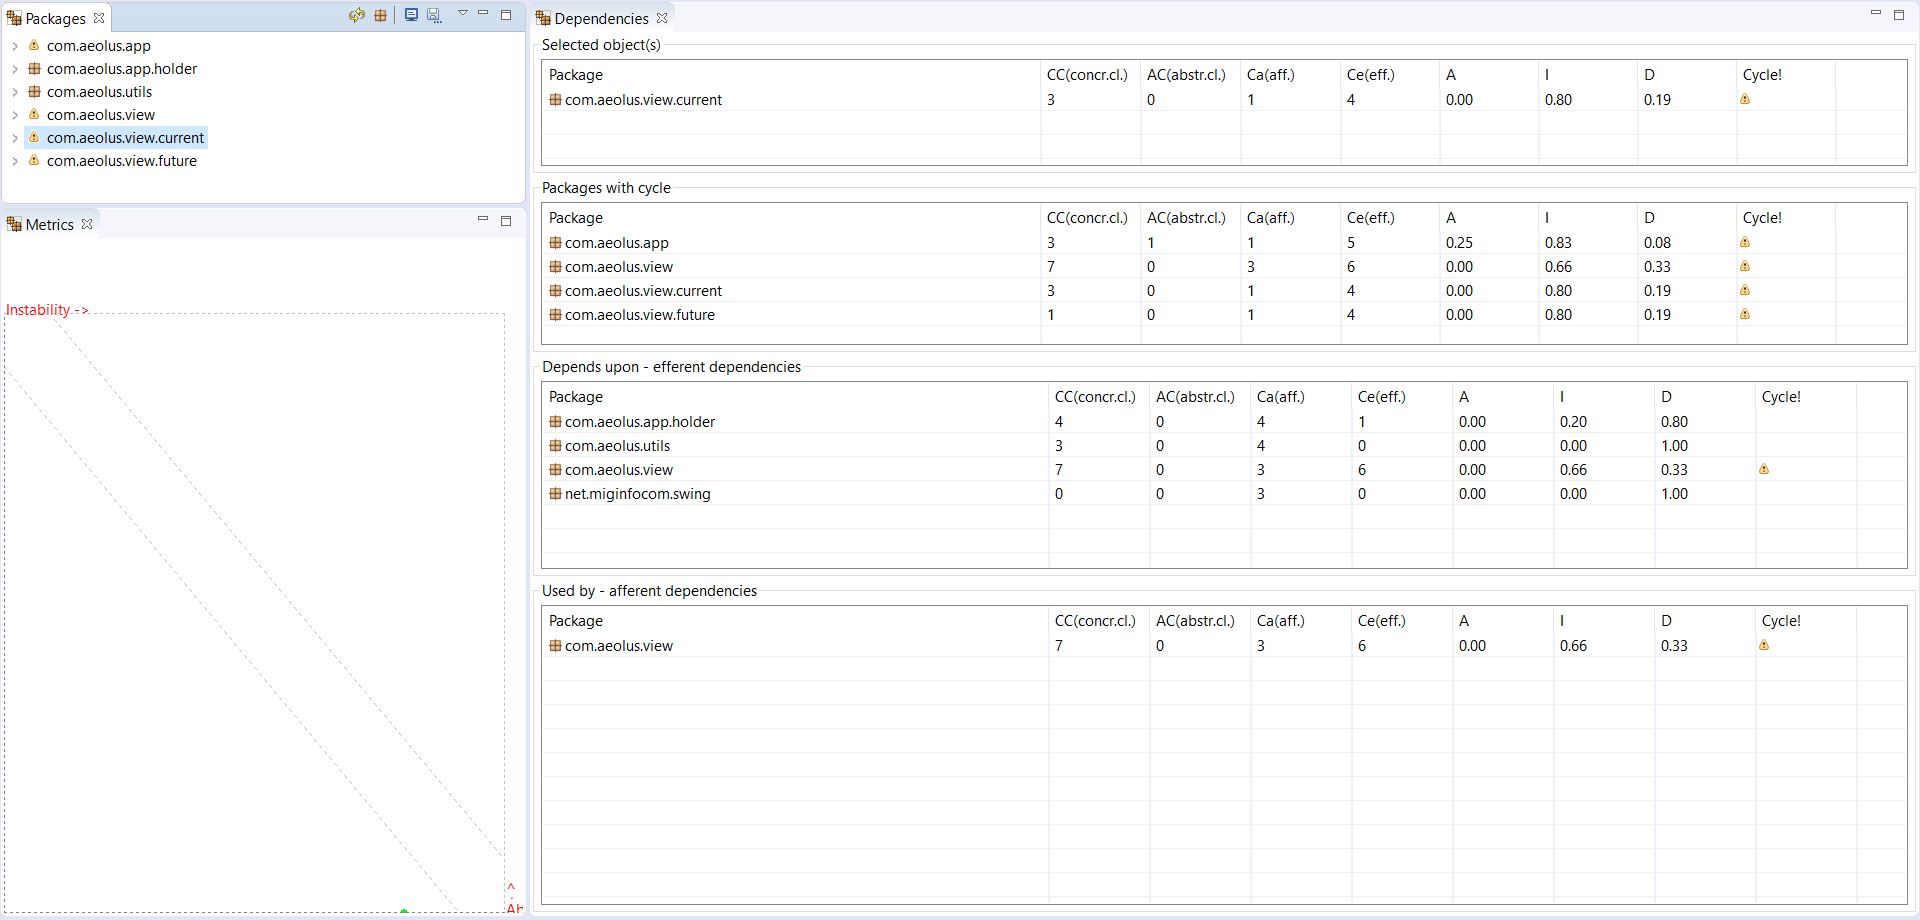 Packages
com.aeolus.app
com.aeolus.app.holder
com.aeolus.utils
com.aeolus.view
com.aeolus.view.current
com.aeolus.view.future
Metrics
Instability ->
^
Ab
Dependencies
Selected object(s)
Package CC(concr.cl.) AC(abstr.cl.) Ca(aff.) Ce(eff.) A I D Cycle!
com.aeolus.view.current 3 0 1 4 0.00 0.80 0.19
Packages with cycle
Package CC(concr.cl.) AC(abstr.cl.) Ca(aff.) Ce(eff.) A I D Cycle!
com.aeolus.app 3 1 1 5 0.25 0.83 0.08
com.aeolus.view 7 0 3 6 0.00 0.66 0.33
com.aeolus.view.current 3 0 1 4 0.00 0.80 0.19
com.aeolus.view.future 1 0 1 4 0.00 0.80 0.19
Depends upon - efferent dependencies
Package CC(concr.cl.) AC(abstr.cl.) Ca(aff.) Ce(eff.) A I D Cycle!
com.aeolus.app.holder 4 0 4 1 0.00 0.20 0.80
com.aeolus.utils 3 0 4 0 0.00 0.00 1.00
com.aeolus.view 7 0 3 6 0.00 0.66 0.33
net.miginfocom.swing 0 0 3 0 0.00 0.00 1.00
Used by - afferent dependencies
Package CC(concr.cl.) AC(abstr.cl.) Ca(aff.) Ce(eff.) A I D Cycle!
com.aeolus.view 7 0 3 6 0.00 0.66 0.33